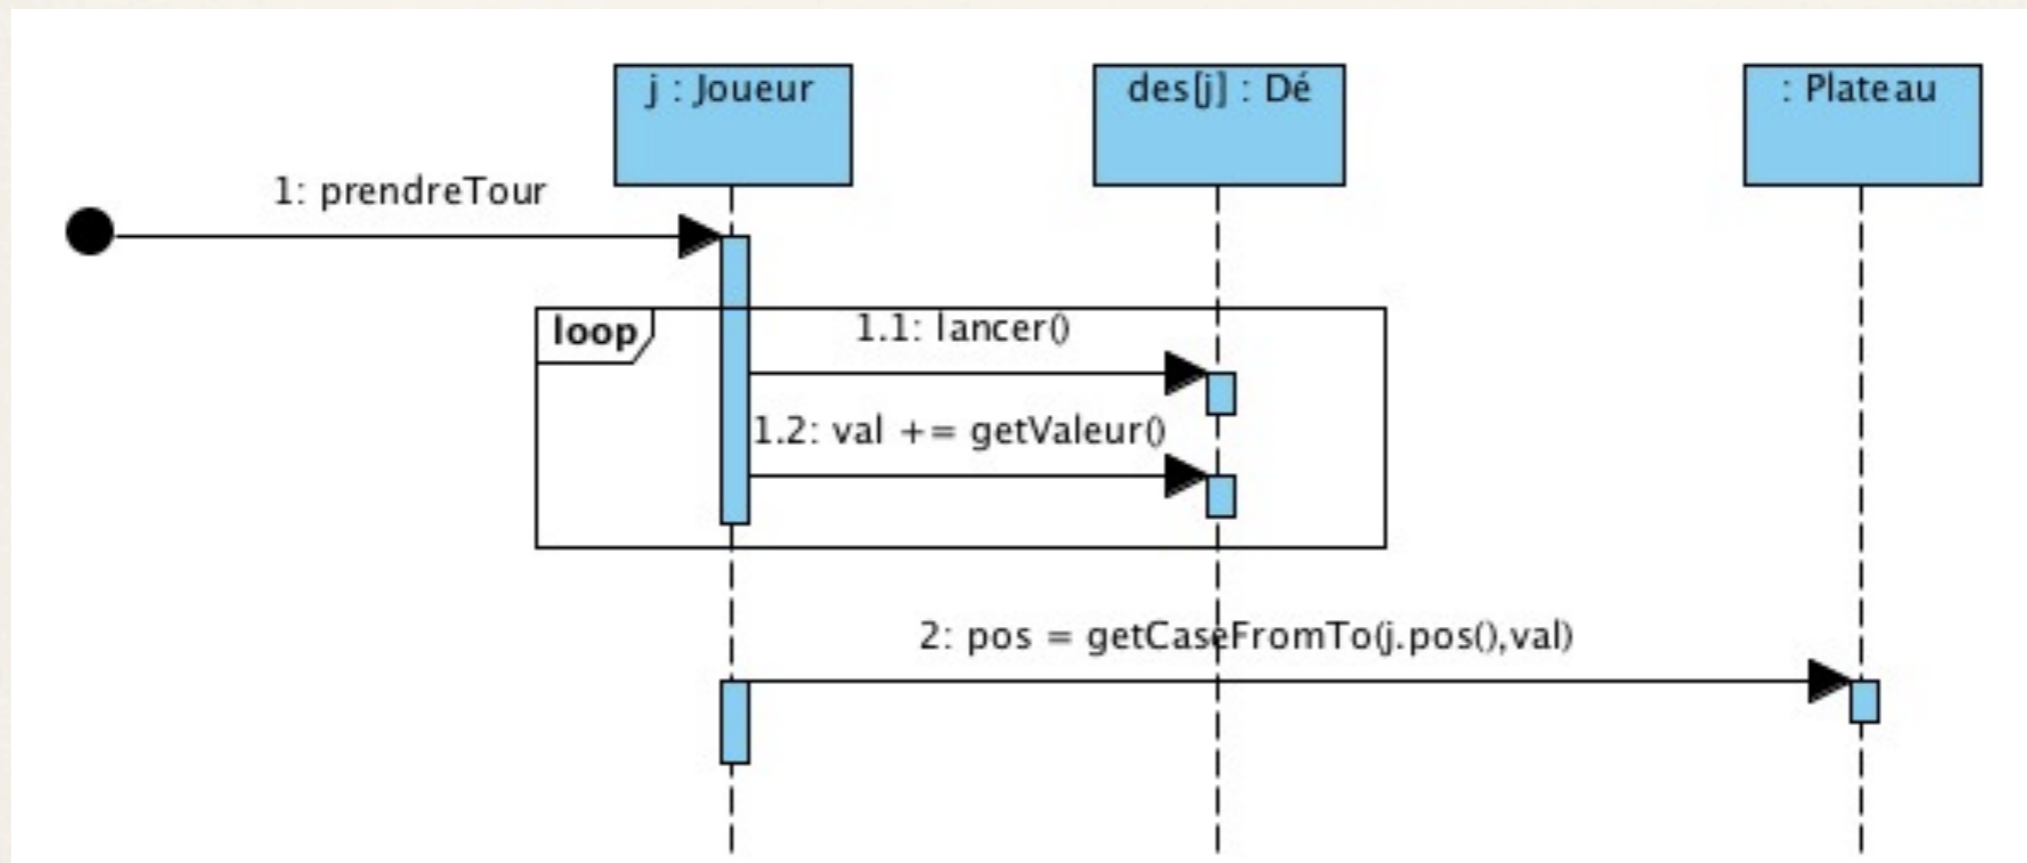 j : Joueur
des[j] : Dé
: Plateau
1: prendreTour
loop
1.1: lancer()
1.2: val += getValeur()
2: pos = getCaseFromTo(j.pos(),val)